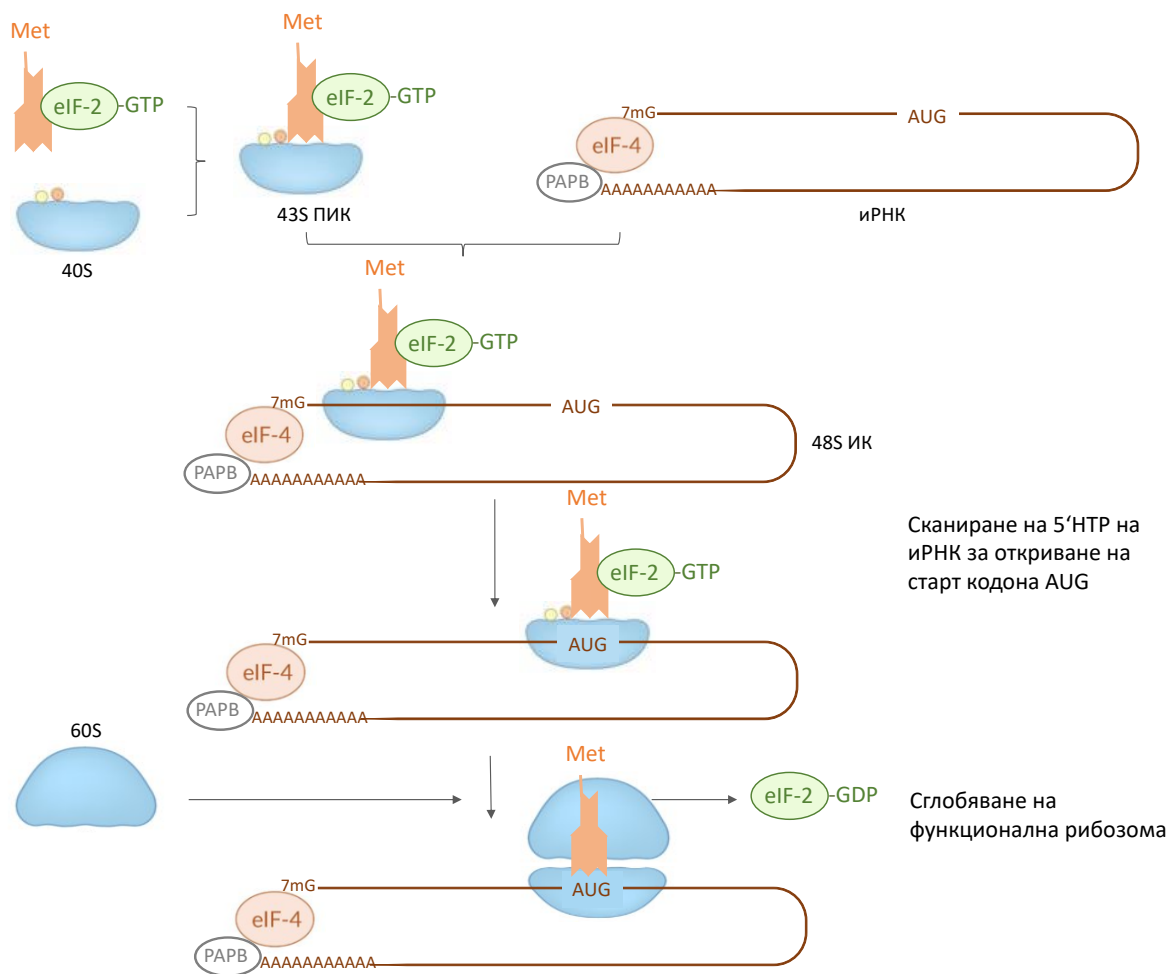 Met
eIF-2 -GTP
40S
Met
eIF-2 -GTP
43S ПИК
7mG AUG
eIF-4
PAPB AAAAAAAAAAA
иРНК
Met
eIF-2 -GTP
7mG AUG
eIF-4
PAPB AAAAAAAAAAA
48S ИК
Met
eIF-2 -GTP
Сканиране на 5‘НТР на
иРНК за откриване на
старт кодона AUG
7mG AUG
eIF-4
PAPB AAAAAAAAAAA
60S
Met
eIF-2 -GDP
Сглобяване на
функционална рибозома
7mG AUG
eIF-4
PAPB AAAAAAAAAAA